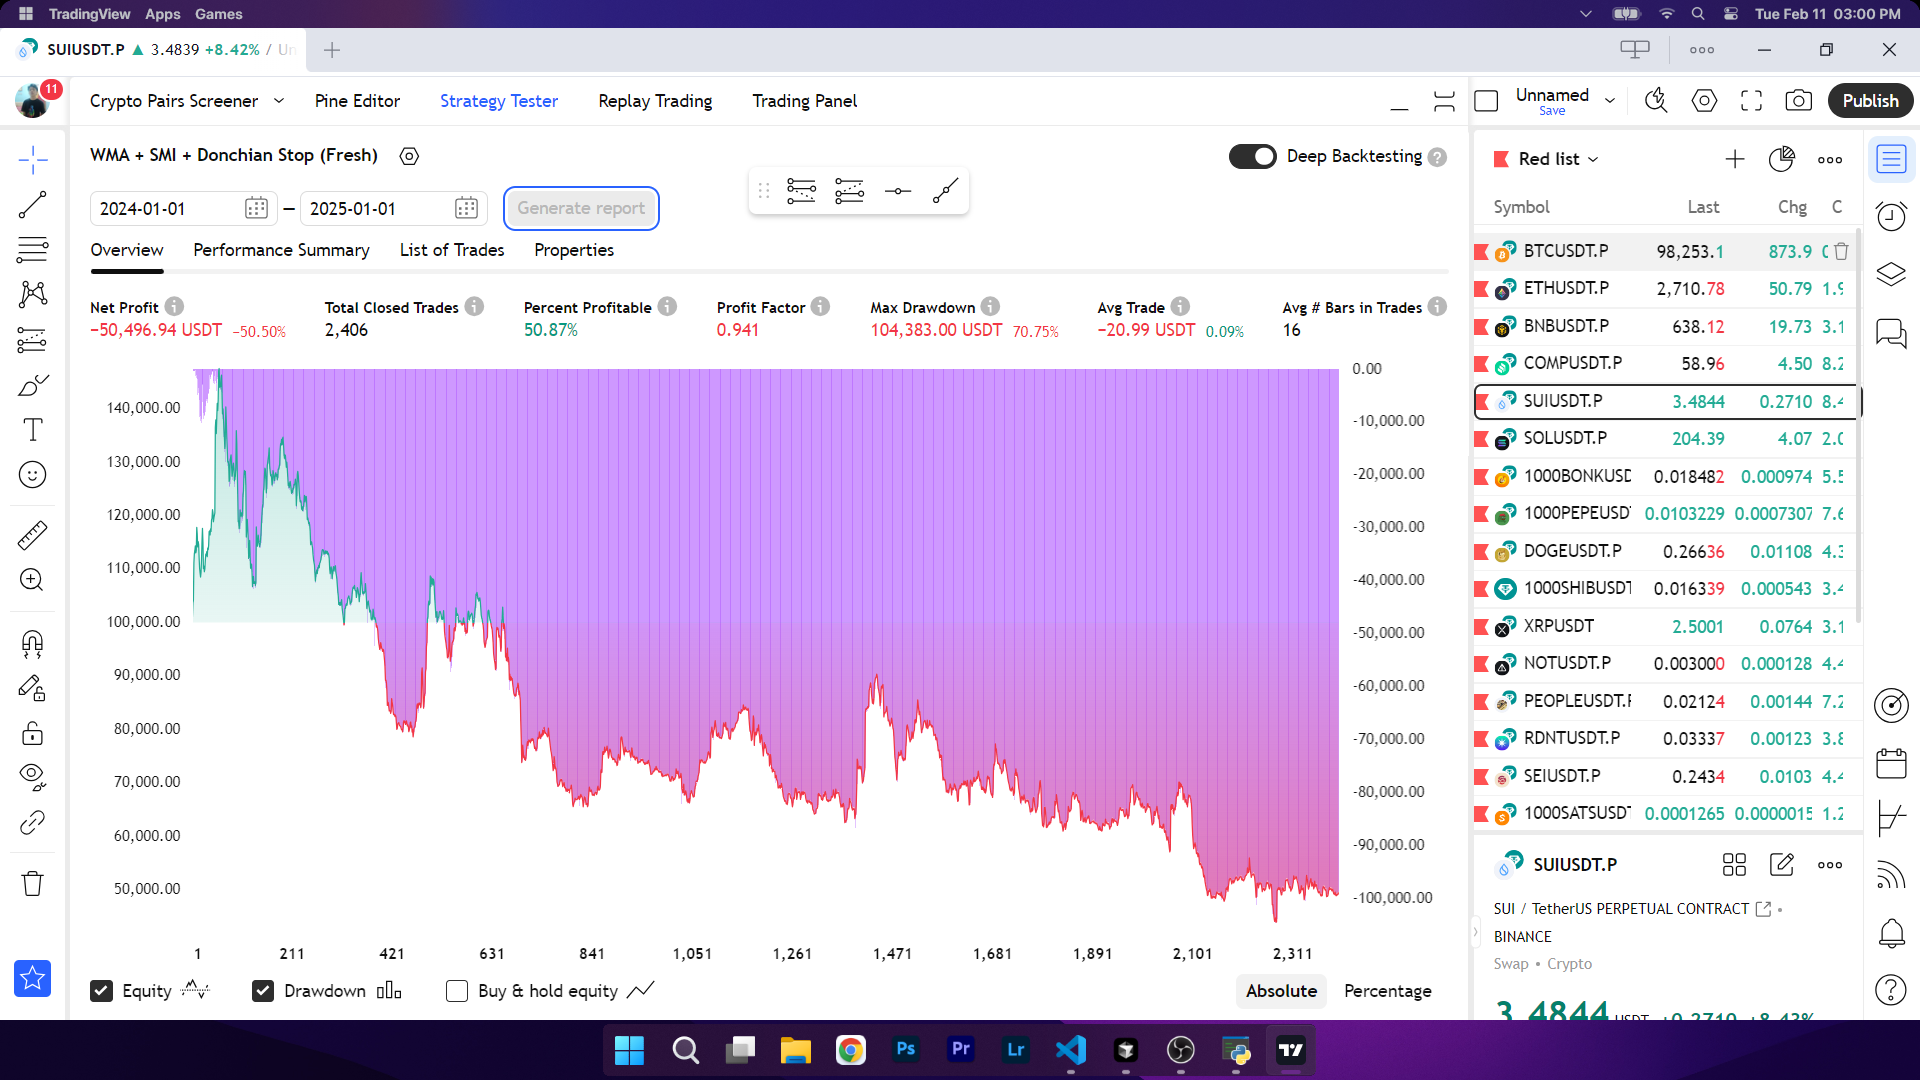 TradingView Apps Games
Tue Feb 11 03:00 PM
SUIUSDT.P ▲ 3.4839 +8.42% / Un
11
Crypto Pairs Screener Pine Editor Strategy Tester Replay Trading Trading Panel
Unnamed
Save
Publish
WMA + SMI + Donchian Stop (Fresh)
Deep Backtesting
2024-01-01 — 2025-01-01 Generate report
Overview Performance Summary List of Trades Properties
Net Profit Total Closed Trades Percent Profitable Profit Factor Max Drawdown Avg Trade Avg # Bars in Trades
−50,496.94 USDT −50.50% 2,406 50.87% 0.941 104,383.00 USDT 70.75% −20.99 USDT 0.09% 16
140,000.00
130,000.00
120,000.00
110,000.00
100,000.00
90,000.00
80,000.00
70,000.00
60,000.00
50,000.00
0.00
-10,000.00
-20,000.00
-30,000.00
-40,000.00
-50,000.00
-60,000.00
-70,000.00
-80,000.00
-90,000.00
-100,000.00
1 211 421 631 841 1,051 1,261 1,471 1,681 1,891 2,101 2,311
Equity Drawdown Buy & hold equity Absolute Percentage
Red list
Symbol Last Chg C
BTCUSDT.P 98,253.1 873.9
ETHUSDT.P 2,710.78 50.79 1.9
BNBUSDT.P 638.12 19.73 3.1
COMPUSDT.P 58.96 4.50 8.2
SUIUSDT.P 3.4844 0.2710 8.4
SOLUSDT.P 204.39 4.07 2.0
1000BONKUSD 0.018482 0.000974 5.5
1000PEPEUSD 0.0103229 0.0007307 7.6
DOGEUSDT.P 0.26636 0.01108 4.3
1000SHIBUSDT 0.016339 0.000543 3.4
XRPUSDT 2.5001 0.0764 3.1
NOTUSDT.P 0.003000 0.000128 4.4
PEOPLEUSDT.P 0.02124 0.00144 7.2
RDNTUSDT.P 0.03337 0.00123 3.8
SEIUSDT.P 0.2434 0.0103 4.4
1000SATSUSDT 0.0001265 0.0000015 1.2
SUIUSDT.P
SUI / TetherUS PERPETUAL CONTRACT
BINANCE
Swap • Crypto
3.4844 USDT +0.2710 +8.43%
Ps Pr Lr